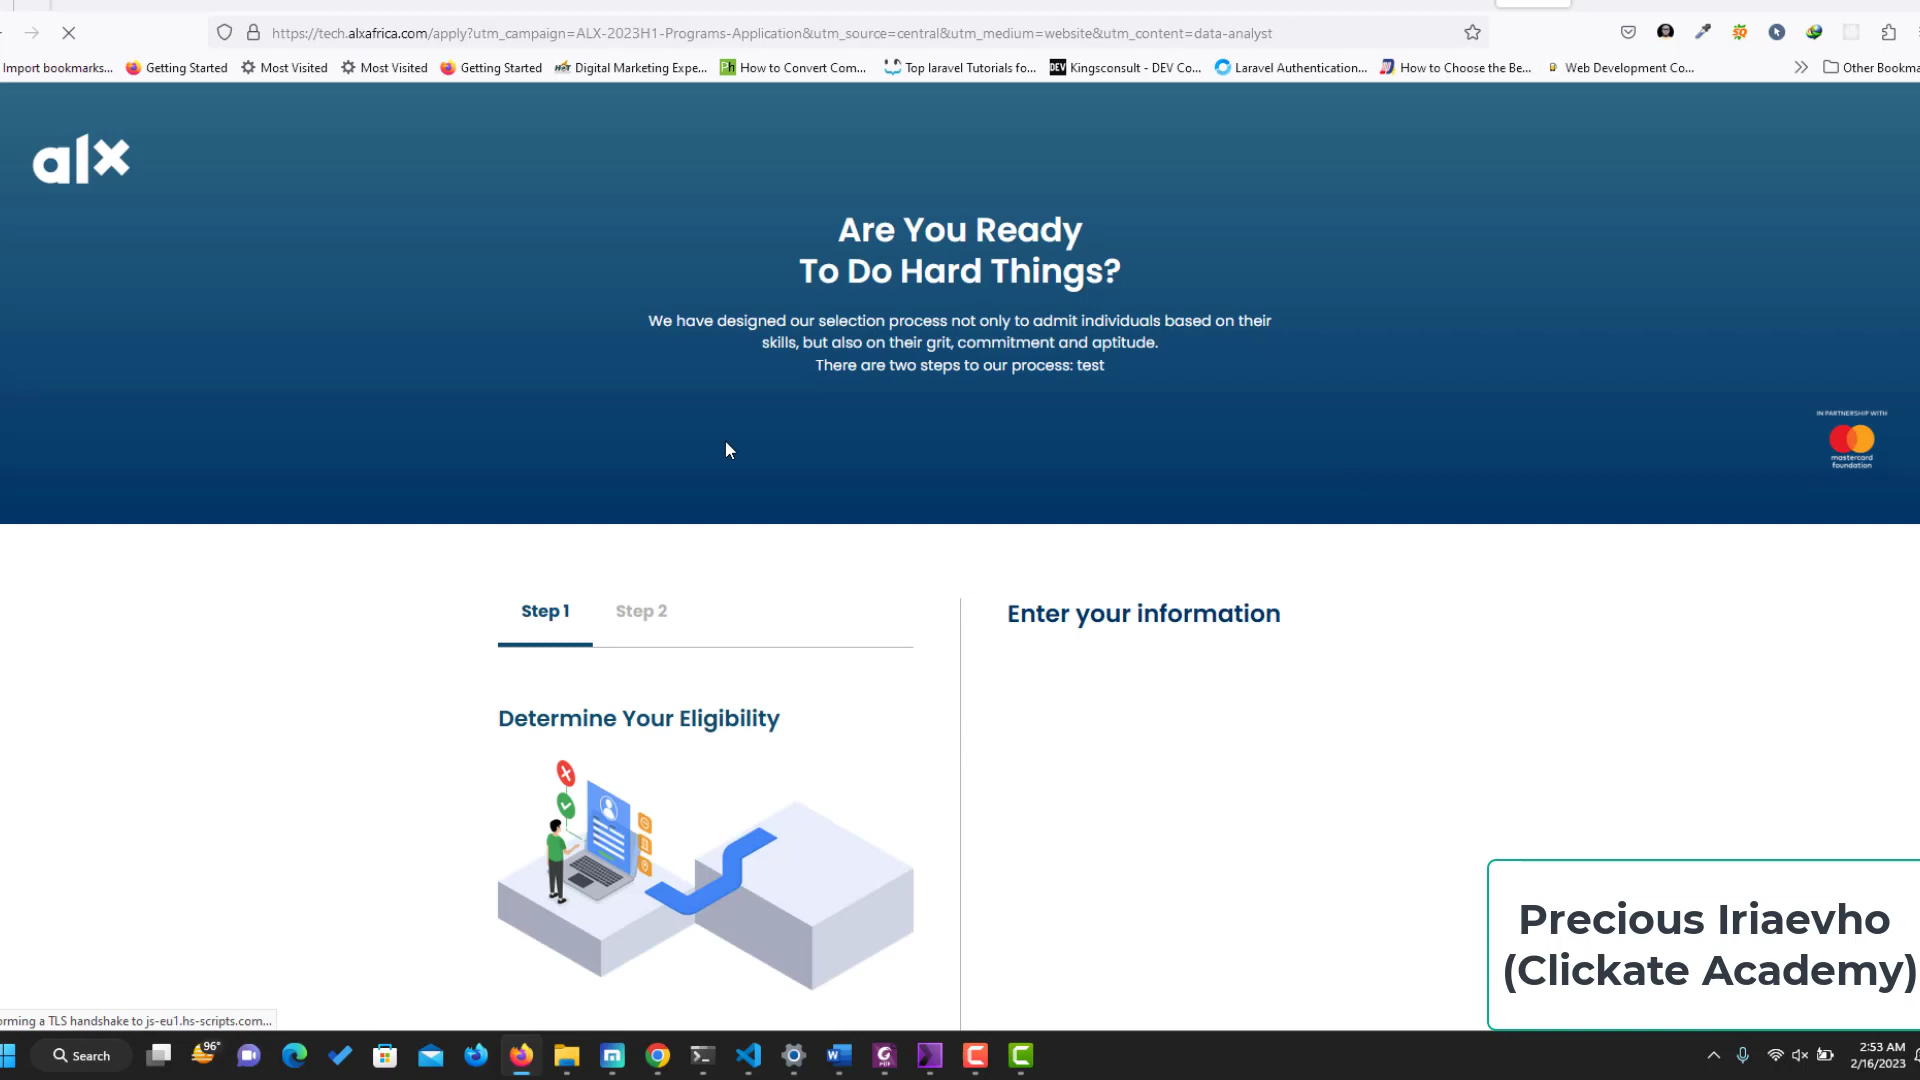 https://tech.alxafrica.com/apply?utm_campaign=ALX-2023H1-Programs-Application&utm_source=central&utm_medium=website&utm_content=data-analyst
Import bookmarks... Getting Started Most Visited Most Visited Getting Started Digital Marketing Expe... How to Convert Com... Top laravel Tutorials fo... Kingsconsult - DEV Co... Laravel Authentication... How to Choose the Be... Web Development Co... Other Bookma
alx
Are You Ready
To Do Hard Things?
We have designed our selection process not only to admit individuals based on their
skills, but also on their grit, commitment and aptitude.
There are two steps to our process: test
IN PARTNERSHIP WITH
mastercard
foundation
Step 1 Step 2
Enter your information
Determine Your Eligibility
Precious Iriaevho
(Clickate Academy)
orming a TLS handshake to js-eu1.hs-scripts.com...
Search
96°
2:53 AM
2/16/2023